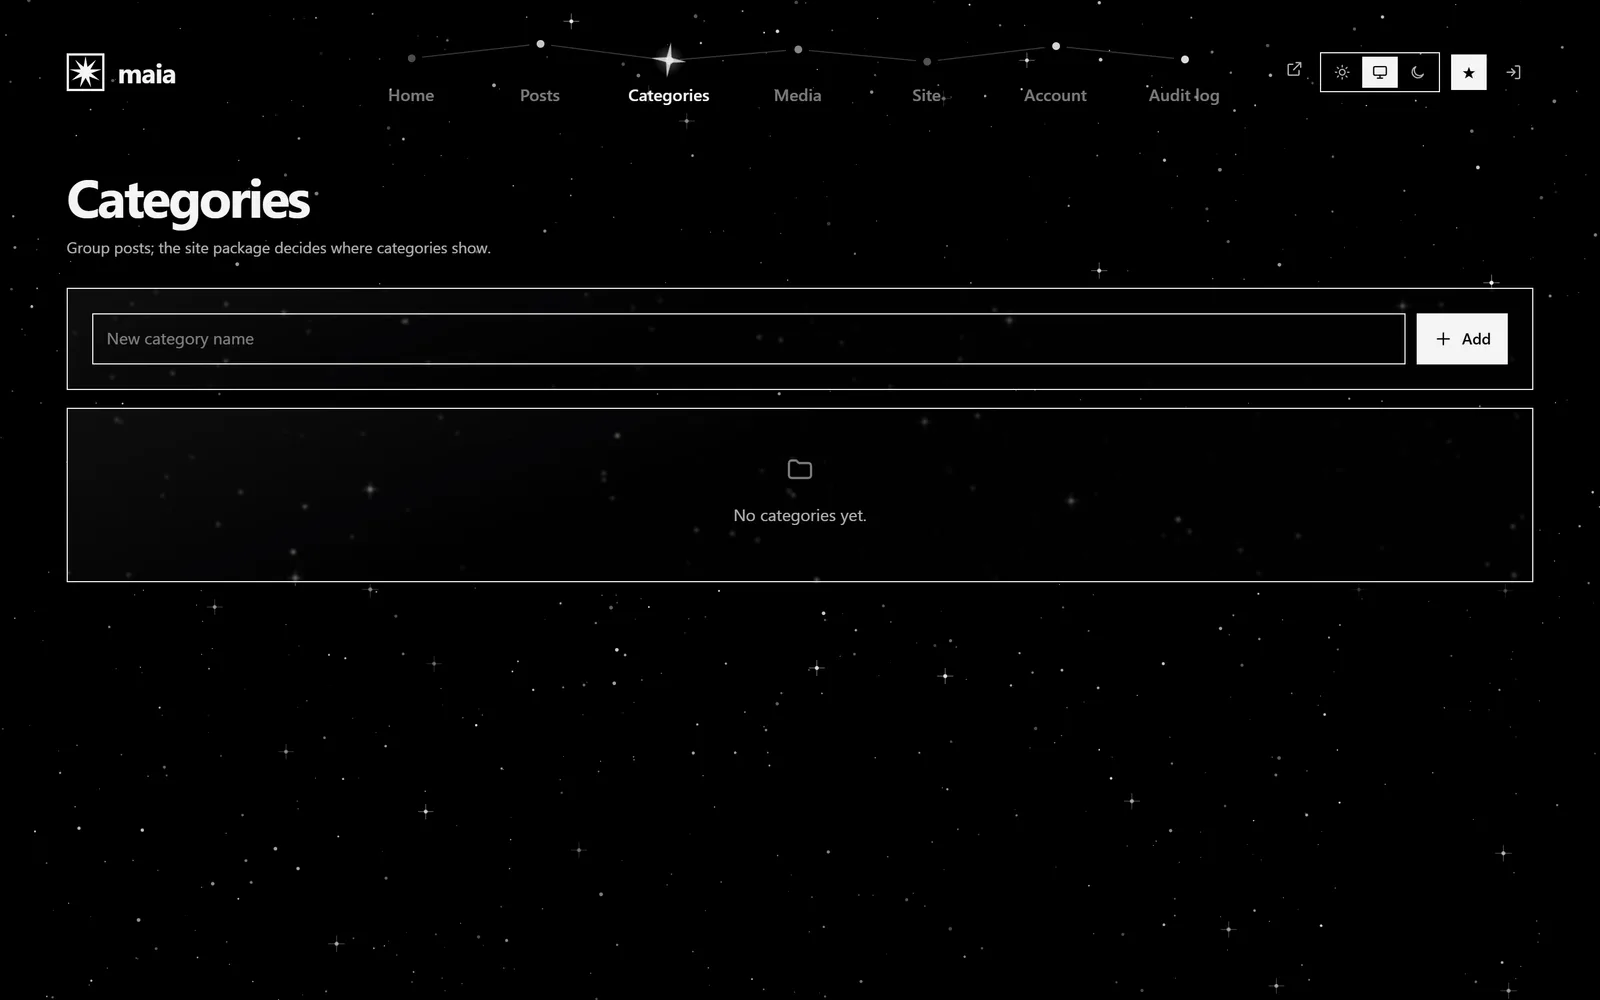 maia
Home Posts Categories Media Site Account Audit log
Categories
Group posts; the site package decides where categories show.
New category name
Add
No categories yet.